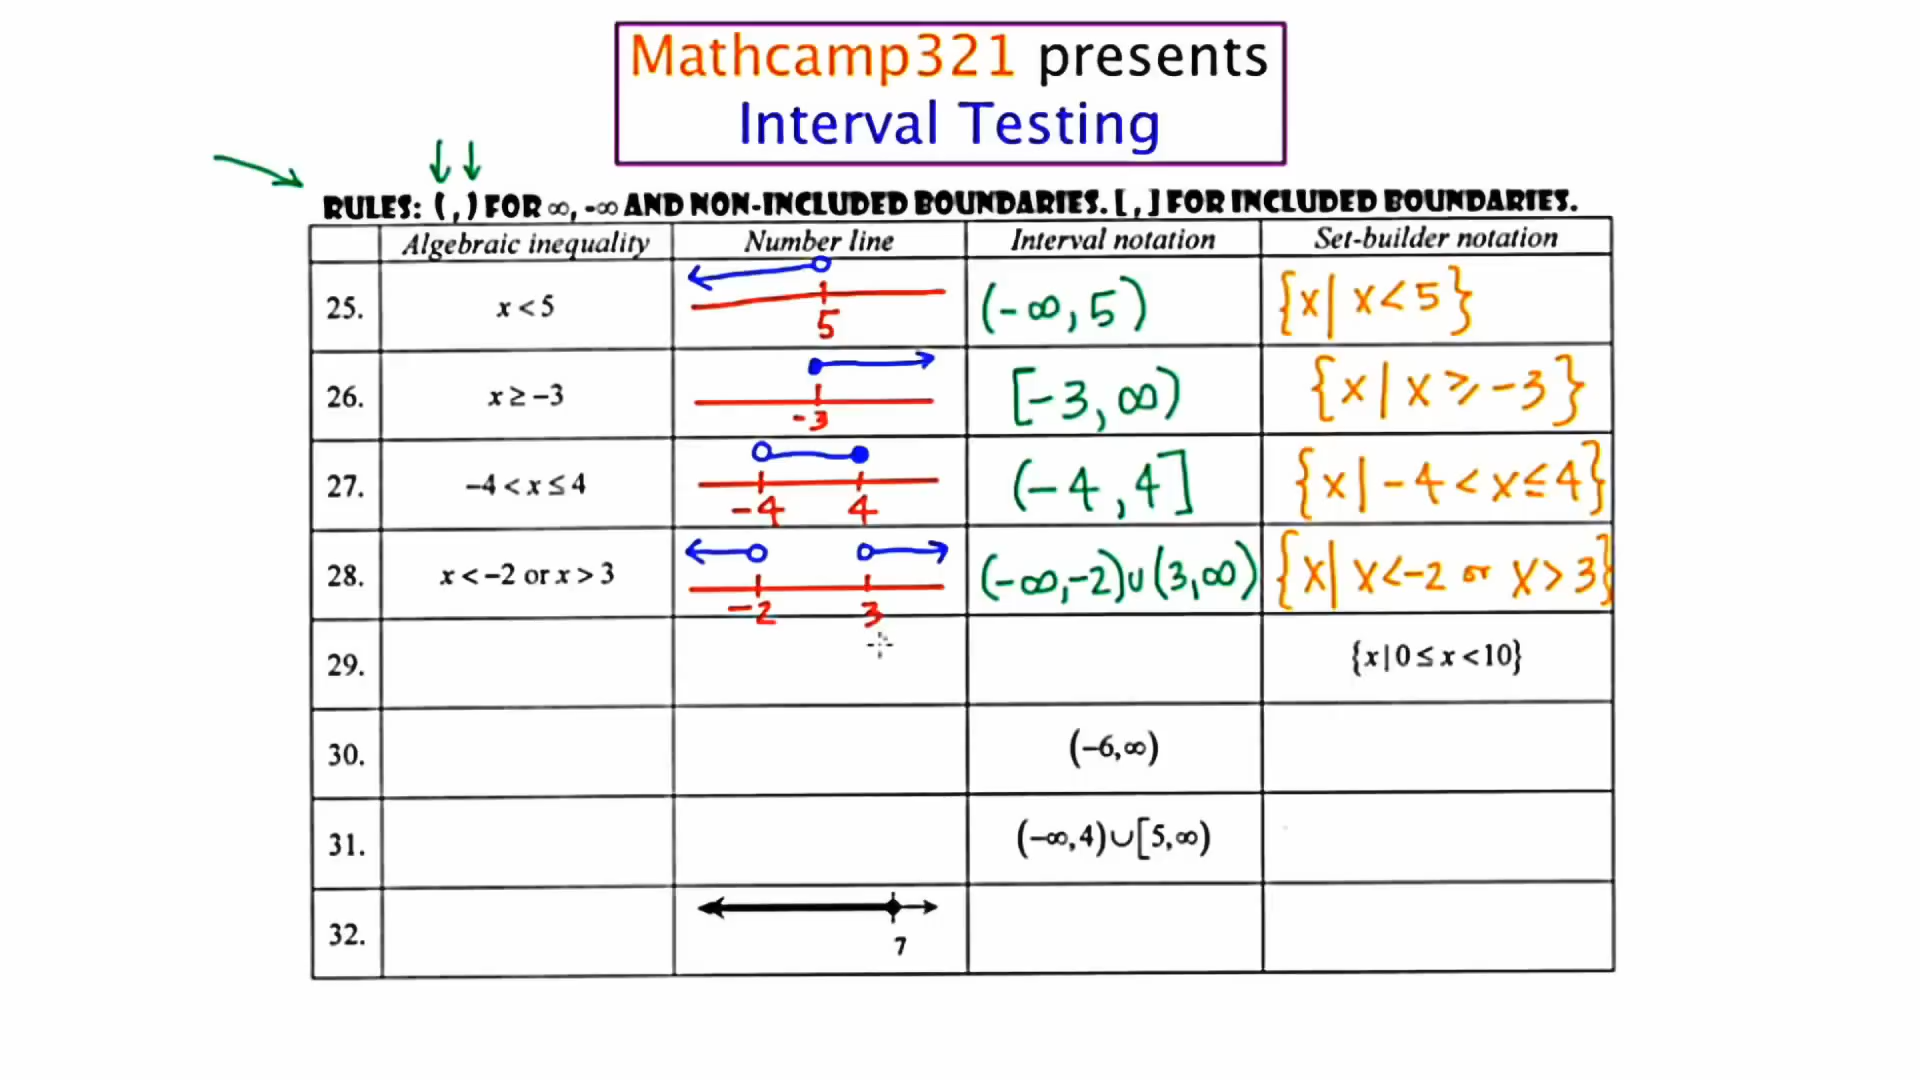 Mathcamp321 presents
Interval Testing
RULES: ( , ) FOR ∞, -∞ AND NON-INCLUDED BOUNDARIES. [ , ] FOR INCLUDED BOUNDARIES.
Algebraic inequality Number line Interval notation Set-builder notation
25. x < 5 5 (-∞, 5) {x| x<5}
26. x ≥ −3 -3 [-3, ∞) {x | x ≥ -3}
27. −4 < x ≤ 4 -4 4 (-4, 4] {x | -4 < x ≤ 4}
28. x < −2 or x > 3 -2 3 (-∞,-2)∪(3,∞) {x| x<-2 or x>3}
29. {x | 0 ≤ x < 10}
30. (−6,∞)
31. (−∞,4)∪[5,∞)
32. 7